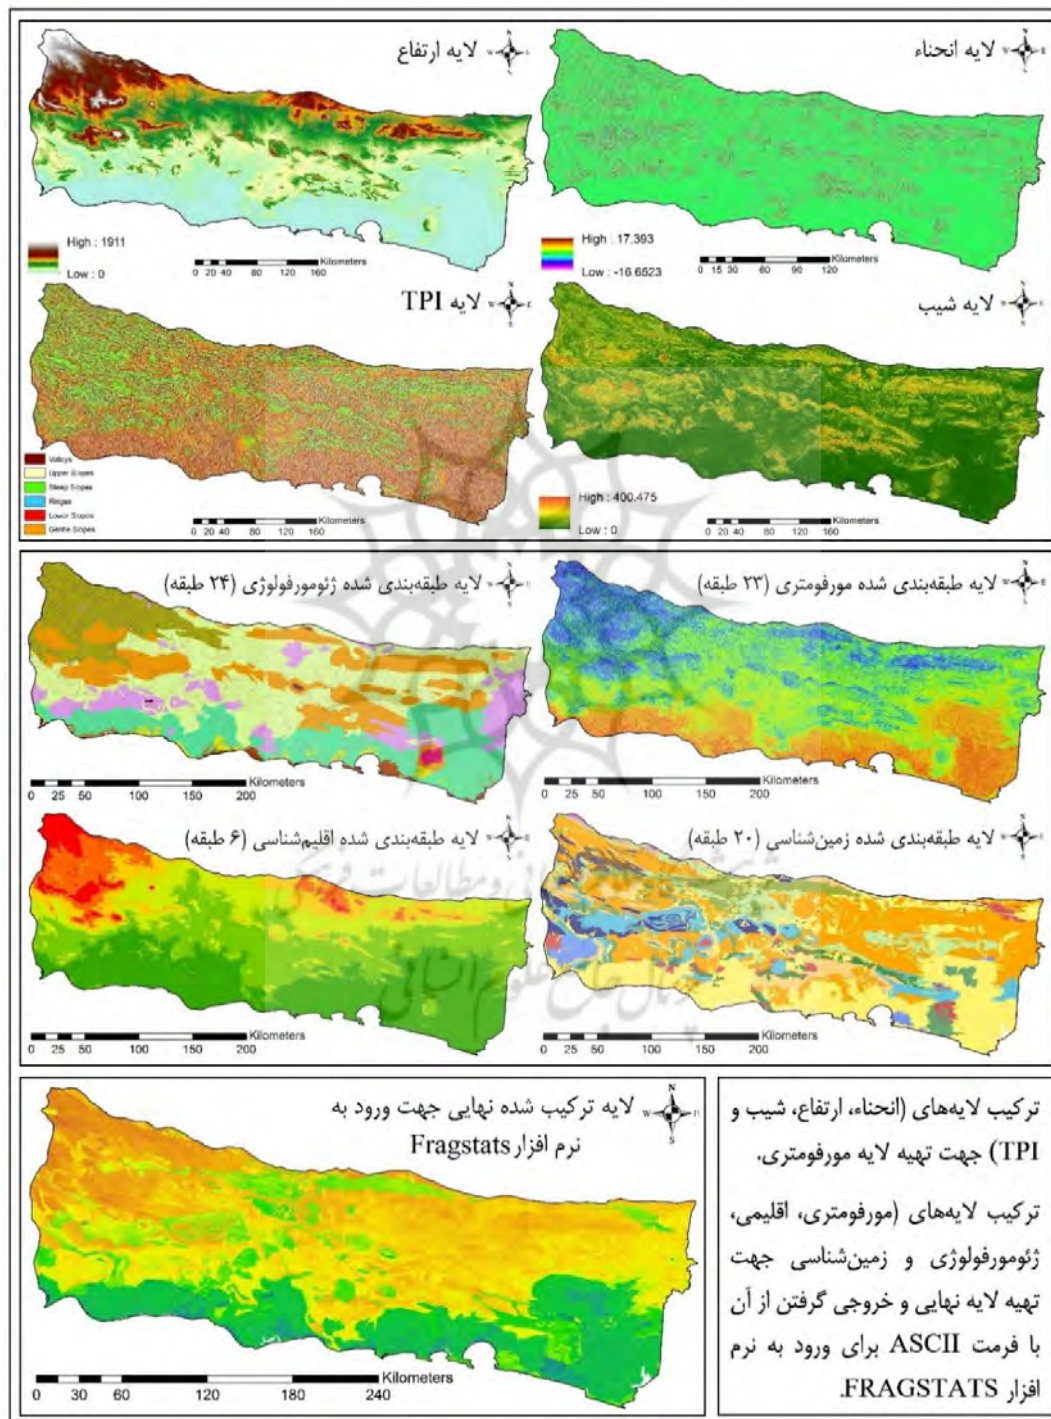 لایه ارتفاع
N
W E
S
High : 1911
Low : 0
Kilometers
0 20 40 80 120 160
لایه انحناء
N
W E
S
High : 17.393
Low : -16.6523
Kilometers
0 15 30 60 90 120
لایه TPI
N
W E
S
Valleys
Upper Slopes
Steep Slopes
Ridges
Lower Slopes
Gentle Slopes
Kilometers
0 20 40 80 120 160
لایه شیب
N
W E
S
High : 400.475
Low : 0
Kilometers
0 20 40 80 120 160
لایه طبقه‌بندی شده ژئومورفولوژی (۲۴ طبقه)
Kilometers
0 25 50 100 150 200
لایه طبقه‌بندی شده مورفومتری (۲۳ طبقه)
Kilometers
0 25 50 100 150 200
لایه طبقه‌بندی شده اقلیم‌شناسی (۶ طبقه)
Kilometers
0 25 50 100 150 200
لایه طبقه‌بندی شده زمین‌شناسی (۲۰ طبقه)
Kilometers
0 25 50 100 150 200
پژوهشگاه علوم انسانی و مطالعات فرهنگی
پرتال جامع علوم انسانی
لایه ترکیب شده نهایی جهت ورود به
نرم افزار Fragstats
N
W E
S
Kilometers
0 30 60 120 180 240
ترکیب لایه‌های (انحناء، ارتفاع، شیب و
TPI) جهت تهیه لایه مورفومتری.
ترکیب لایه‌های (مورفومتری، اقلیمی،
ژئومورفولوژی و زمین‌شناسی جهت
تهیه لایه نهایی و خروجی گرفتن از آن
با فرمت ASCII برای ورود به نرم
افزار FRAGSTATS.